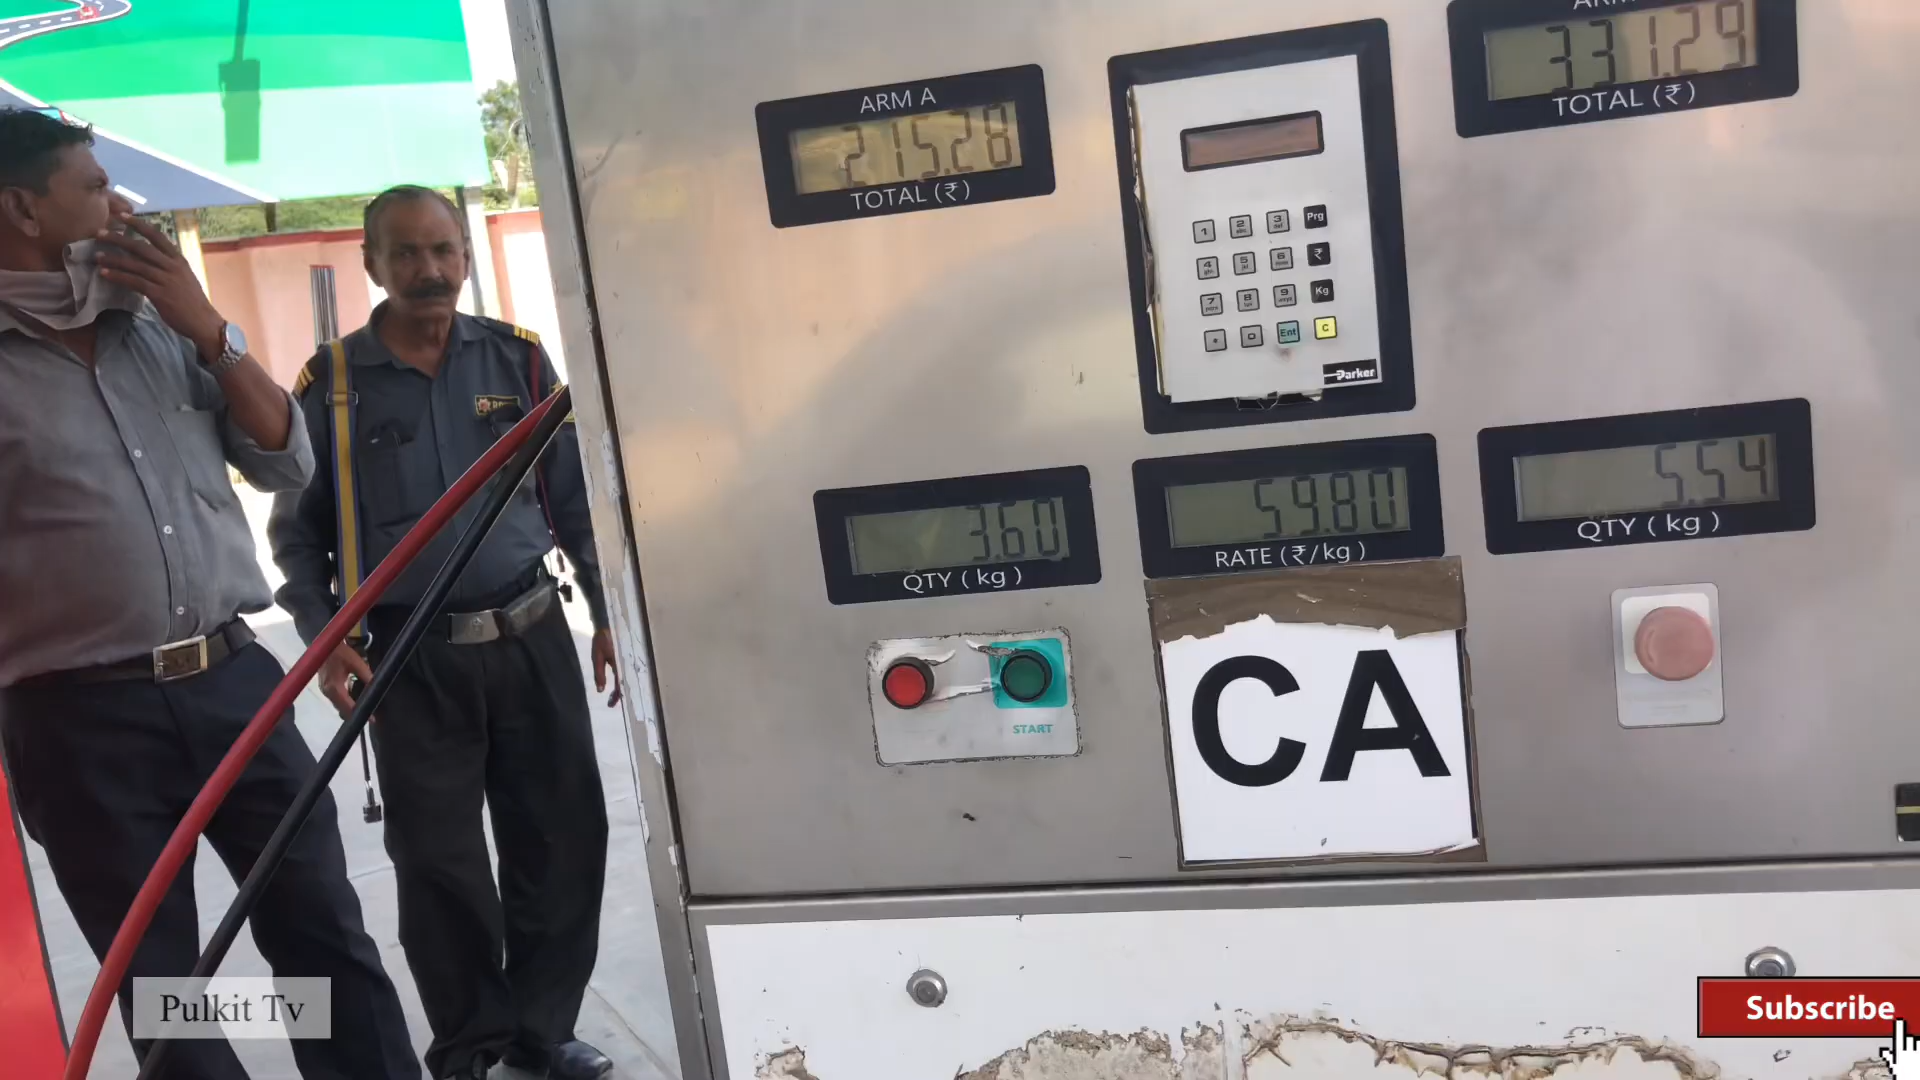 ARM A
215.28
TOTAL (₹)
331.29
TOTAL (₹)
1
2
3
Prg
4
5
6
₹
7
8
9
Kg
0
Ent
C
Parker
3.60
QTY ( kg )
59.80
RATE (₹/kg )
5.54
QTY ( kg )
START
CA
Pulkit Tv
Subscribe